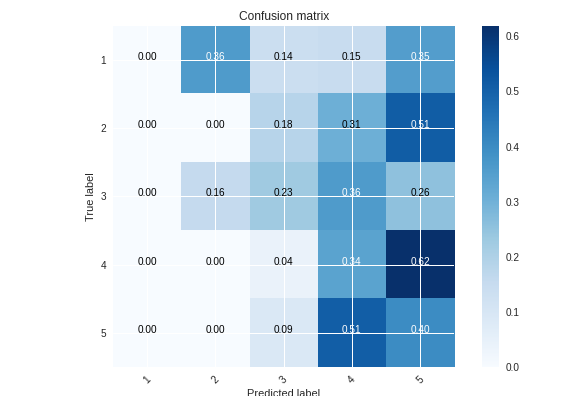 Confusion matrix
0.6
1 0.00 0.36 0.14 0.15 0.35
0.5
2 0.00 0.00 0.18 0.31 0.51
0.4
True label
3 0.00 0.16 0.23 0.36 0.26
0.3
0.2
4 0.00 0.00 0.04 0.34 0.62
0.1
5 0.00 0.00 0.09 0.51 0.40
0.0
1 2 3 4 5
Predicted label